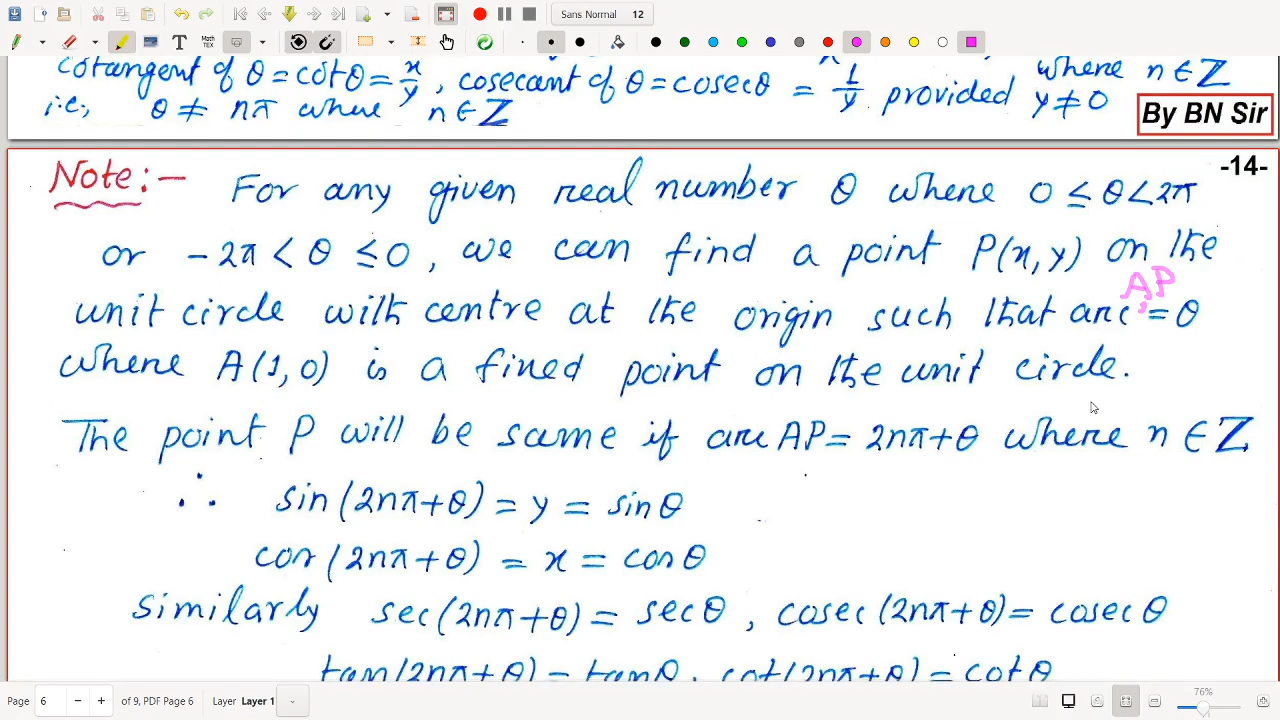 Sans Normal 12
cotangent of θ = cotθ = x/y , cosecant of θ = cosecθ = 1/y provided where n ∈ Z
i.e., θ ≠ nπ where n ∈ Z y ≠ 0
By BN Sir
-14-
Note:- For any given real number θ where 0 ≤ θ < 2π
or -2π < θ ≤ 0, we can find a point P(x, y) on the
AP
unit circle with centre at the origin such that arc = θ
where A(1, 0) is a fixed point on the unit circle.
The point P will be same if arc AP = 2nπ+θ where n ∈ Z
∴ sin(2nπ+θ) = y = sinθ
cos(2nπ+θ) = x = cosθ
Similarly sec(2nπ+θ) = secθ , cosec(2nπ+θ) = cosecθ
tan(2nπ+θ) = tanθ, cot(2nπ+θ) = cotθ
Page 6 of 9, PDF Page 6 Layer Layer 1 76%